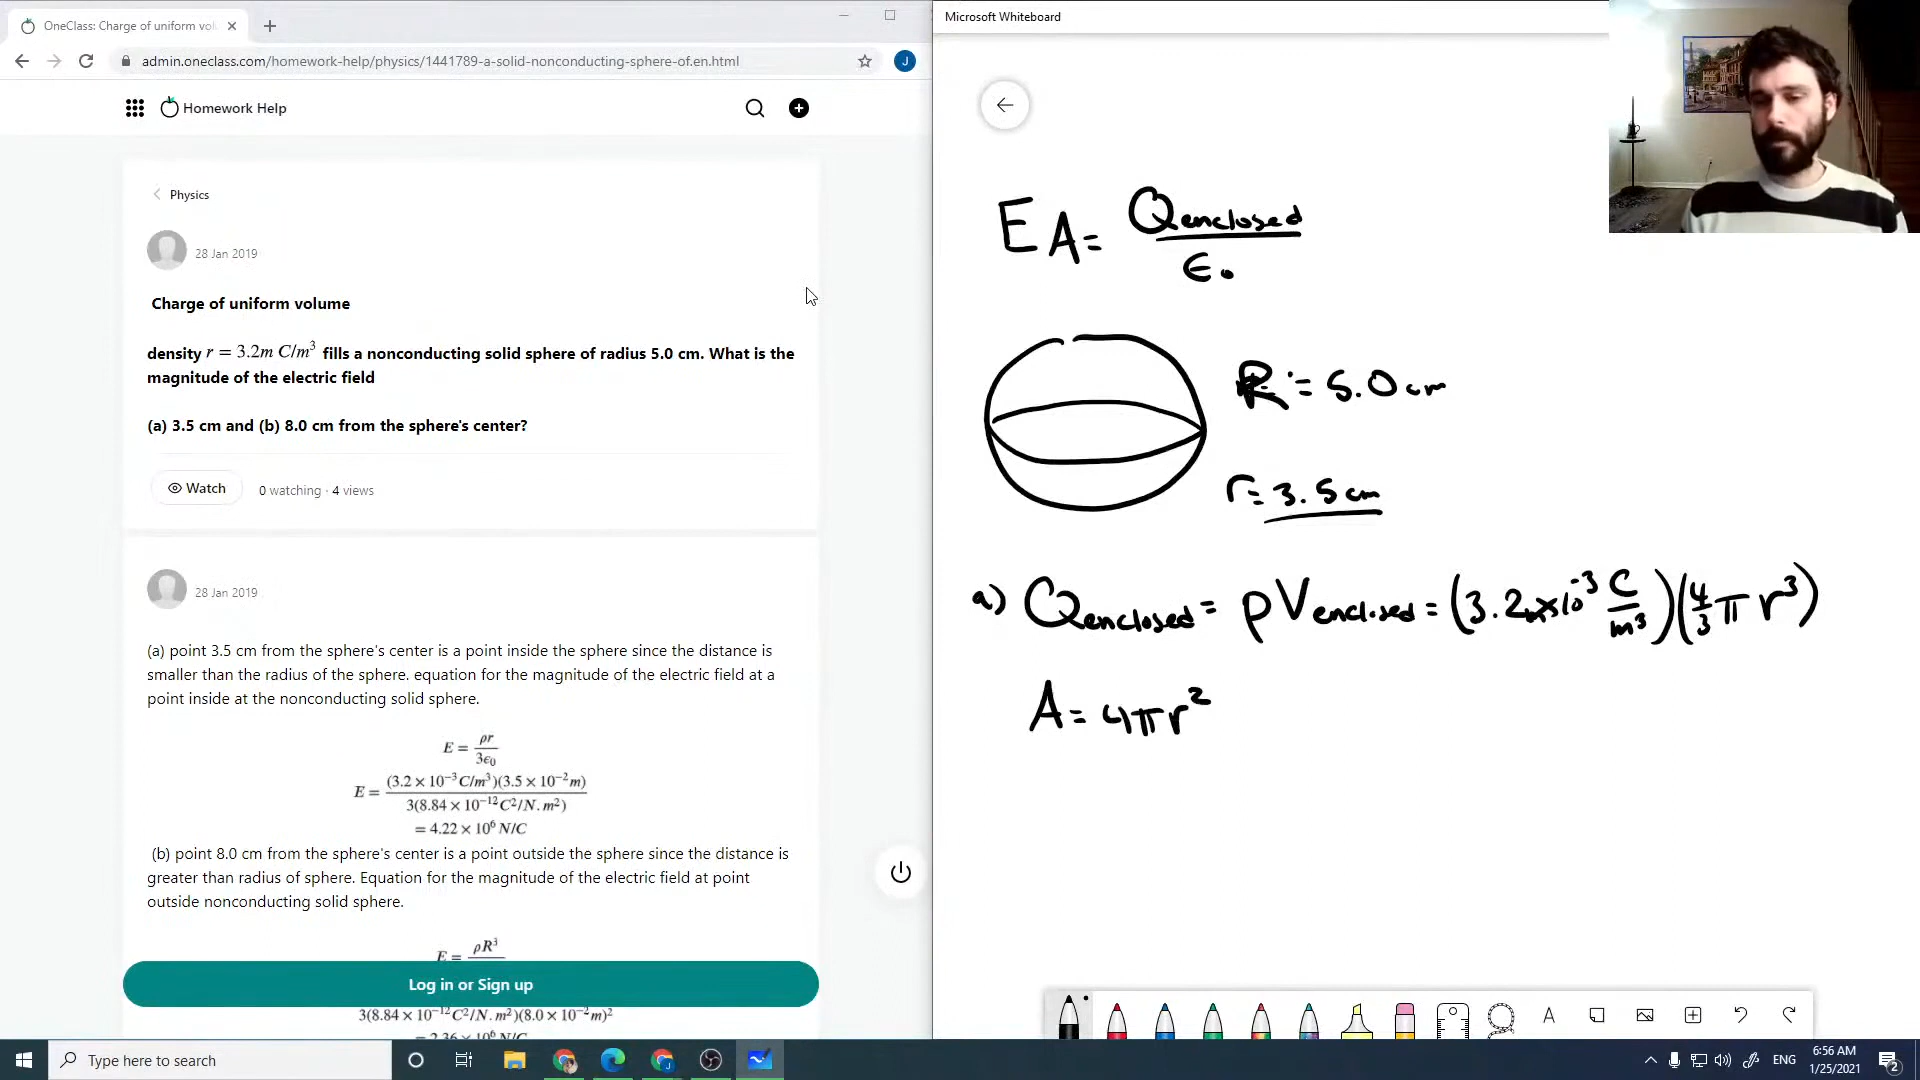 OneClass: Charge of uniform vol
admin.oneclass.com/homework-help/physics/1441789-a-solid-nonconducting-sphere-of.en.html
J
Homework Help
Physics
28 Jan 2019
Charge of uniform volume
density r = 3.2m C/m³ fills a nonconducting solid sphere of radius 5.0 cm. What is the
magnitude of the electric field
(a) 3.5 cm and (b) 8.0 cm from the sphere's center?
Watch
0 watching · 4 views
28 Jan 2019
(a) point 3.5 cm from the sphere's center is a point inside the sphere since the distance is
smaller than the radius of the sphere. equation for the magnitude of the electric field at a
point inside at the nonconducting solid sphere.
E = ρr / 3ϵ₀
E = (3.2 × 10⁻³ C/m³)(3.5 × 10⁻² m) / 3(8.84 × 10⁻¹² C²/N. m²)
= 4.22 × 10⁶ N/C
(b) point 8.0 cm from the sphere's center is a point outside the sphere since the distance is
greater than radius of sphere. Equation for the magnitude of the electric field at point
outside nonconducting solid sphere.
E = ρR³
Log in or Sign up
3(8.84 × 10⁻¹² C²/N. m²)(8.0 × 10⁻² m)²
= 2.36 × 10⁶ N/C
Microsoft Whiteboard
EA = Qenclosed / ϵ₀
R = 5.0 cm
r = 3.5 cm
a) Qenclosed = ρVenclosed = (3.2 × 10⁻³ C/m³)(4/3 π r³)
A = 4πr²
A
Type here to search
ENG
6:56 AM
1/25/2021
2